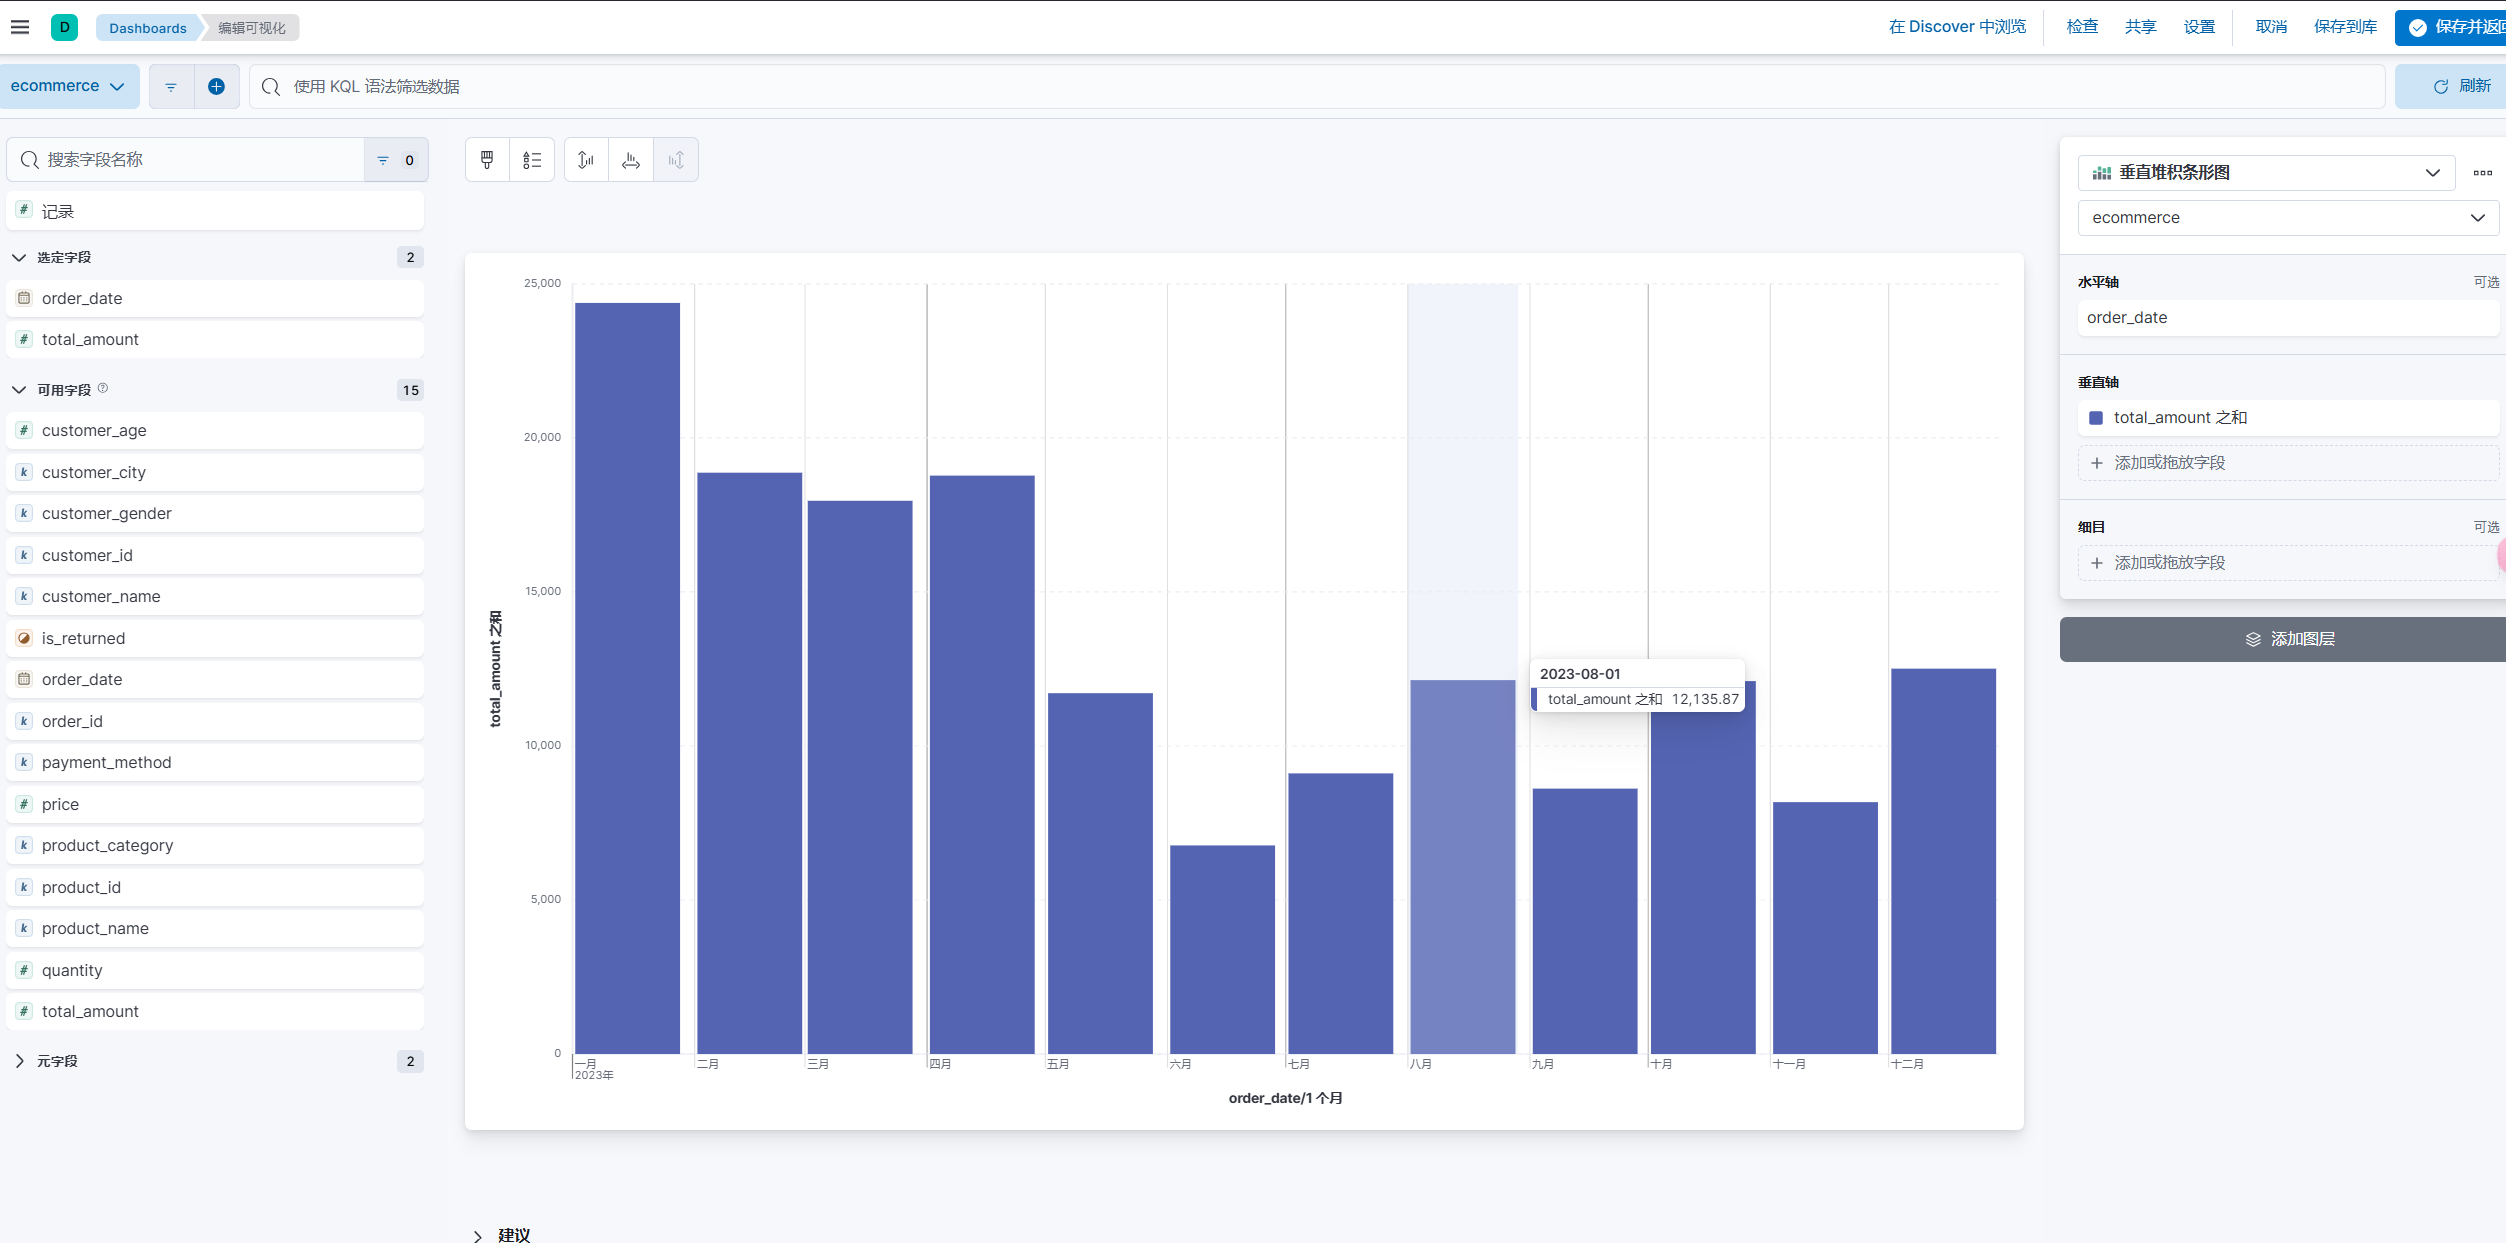 D
Dashboards
编辑可视化
在 Discover 中浏览
检查
共享
设置
取消
保存到库
保存并返回
ecommerce
使用 KQL 语法筛选数据
刷新
搜索字段名称
0
# 记录
选定字段
2
order_date
# total_amount
可用字段
15
# customer_age
k customer_city
k customer_gender
k customer_id
k customer_name
is_returned
order_date
k order_id
k payment_method
# price
k product_category
k product_id
k product_name
# quantity
# total_amount
元字段
2
total_amount 之和
25,000
20,000
15,000
10,000
5,000
0
一月
2023年
二月
三月
四月
五月
六月
七月
八月
九月
十月
十一月
十二月
order_date/1 个月
2023-08-01
total_amount 之和 12,135.87
建议
垂直堆积条形图
ecommerce
水平轴
可选
order_date
垂直轴
total_amount 之和
添加或拖放字段
细目
可选
添加或拖放字段
添加图层